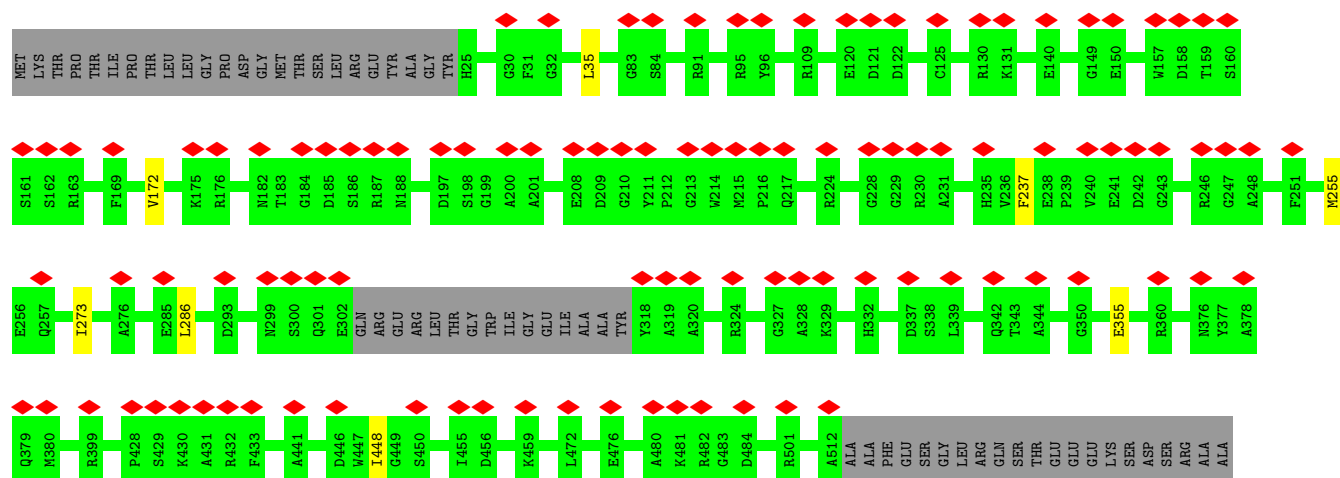 MET LYS THR PRO THR ILE PRO THR LEU LEU GLY PRO ASP GLY MET THR SER LEU ARG GLU TYR ALA GLY TYR H25 G30 F31 G32 L35 G83 S84 R91 R95 Y96 R109 E120 D121 D122 C125 R130 K131 E140 G149 E150 W157 D158 T159 S160
S161 S162 R163 F169 V172 K175 R176 N182 T183 G184 D185 S186 R187 N188 D197 S198 G199 A200 A201 E208 D209 G210 Y211 P212 G213 W214 M215 P216 Q217 R224 G228 G229 R230 A231 H235 V236 F237 E238 P239 V240 E241 D242 G243 R246 G247 A248 F251 M255
E256 Q257 I273 A276 E285 L286 D293 N299 S300 Q301 E302 GLN ARG GLU ARG LEU THR GLY TRP ILE GLY GLU ILE ALA ALA TYR Y318 A319 A320 R324 G327 A328 K329 H332 D337 S338 L339 Q342 T343 A344 G350 E355 R360 N376 Y377 A378
Q379 M380 R399 P428 S429 K430 A431 R432 F433 A441 D446 W447 I448 G449 S450 I455 D456 K459 L472 E476 A480 K481 R482 G483 D484 R501 A512 ALA ALA PHE GLU SER GLY LEU ARG GLN SER THR GLU GLU GLU LYS SER ASP SER ARG ALA ALA